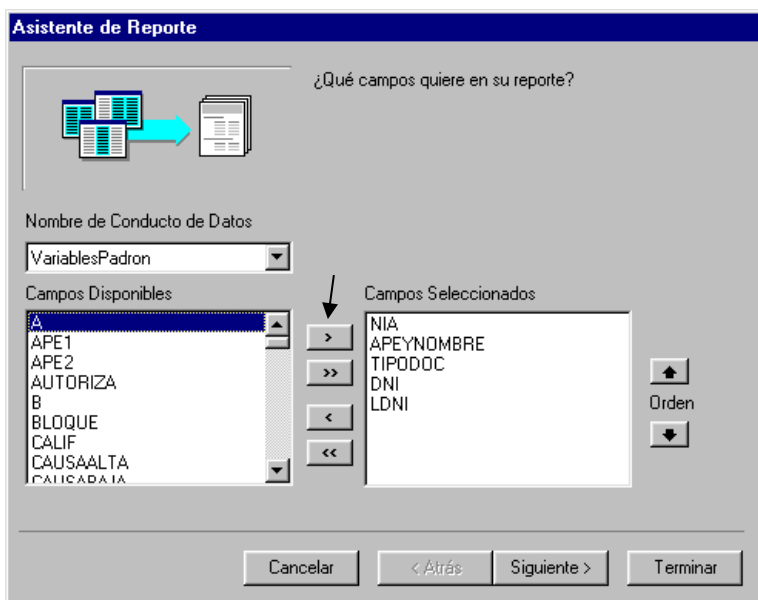 Asistente de Reporte
¿Qué campos quiere en su reporte?
Nombre de Conducto de Datos
VariablesPadron
Campos Disponibles
A
APE1
APE2
AUTORIZA
B
BLOQUE
CALIF
CAUSAALTA
CAUSABAJA
>
>>
<
<<
Campos Seleccionados
NIA
APEYNOMBRE
TIPODOC
DNI
LDNI
Orden
Cancelar
< Atrás
Siguiente >
Terminar